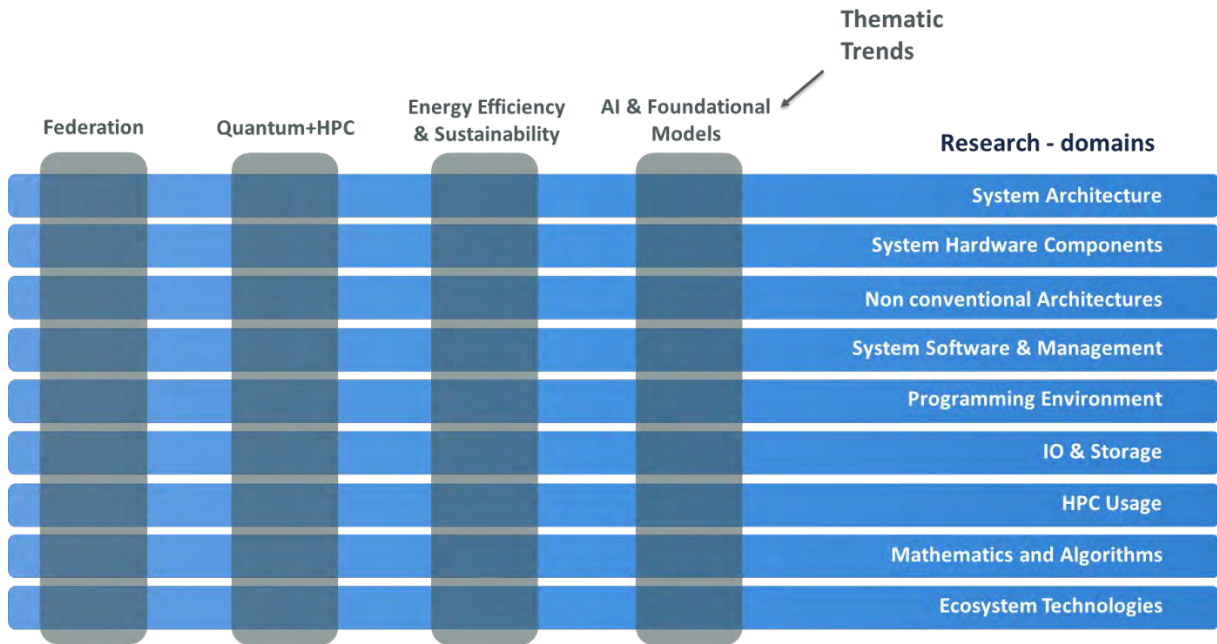 Thematic
Trends
Federation
Quantum+HPC
Energy Efficiency
& Sustainability
AI & Foundational
Models
Research - domains
System Architecture
System Hardware Components
Non conventional Architectures
System Software & Management
Programming Environment
IO & Storage
HPC Usage
Mathematics and Algorithms
Ecosystem Technologies